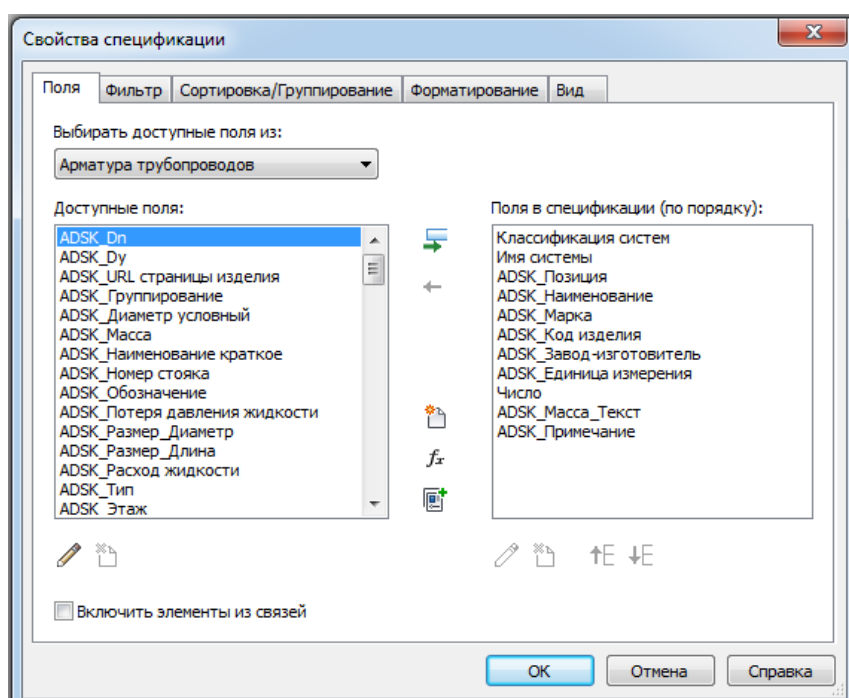 Свойства спецификации
Поля Фильтр Сортировка/Группирование Форматирование Вид
Выбирать доступные поля из:
Арматура трубопроводов
Доступные поля:
ADSK_Dn
ADSK_Dy
ADSK_URL страницы изделия
ADSK_Группирование
ADSK_Диаметр условный
ADSK_Масса
ADSK_Наименование краткое
ADSK_Номер стояка
ADSK_Обозначение
ADSK_Потеря давления жидкости
ADSK_Размер_Диаметр
ADSK_Размер_Длина
ADSK_Расход жидкости
ADSK_Тип
ADSK_Этаж
fx
Поля в спецификации (по порядку):
Классификация систем
Имя системы
ADSK_Позиция
ADSK_Наименование
ADSK_Марка
ADSK_Код изделия
ADSK_Завод-изготовитель
ADSK_Единица измерения
Число
ADSK_Масса_Текст
ADSK_Примечание
Включить элементы из связей
OK Отмена Справка